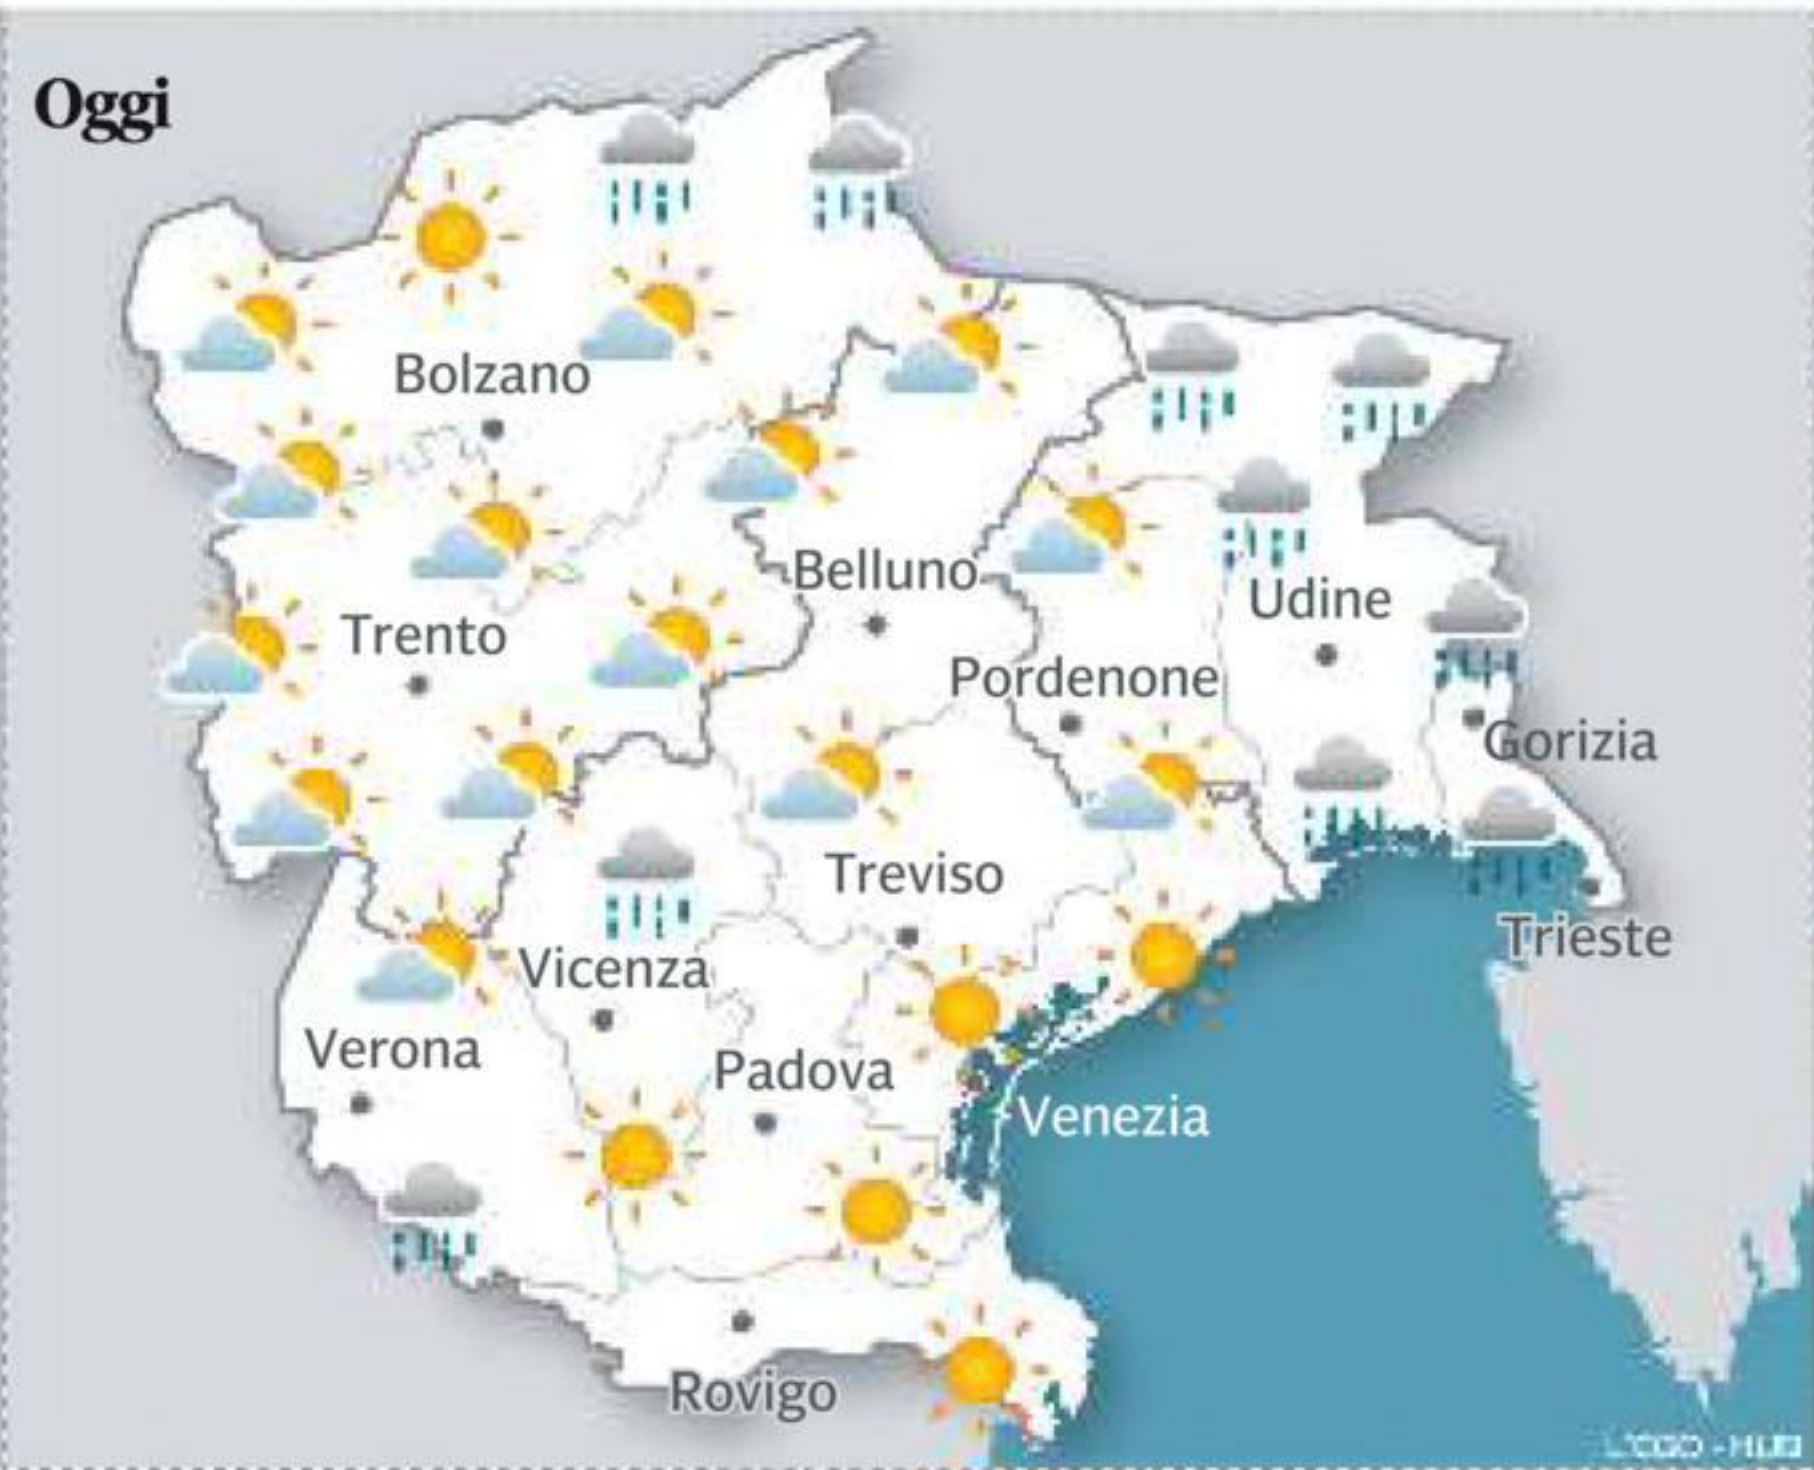 Oggi
Bolzano
Belluno
Udine
Trento
Pordenone
Gorizia
Treviso
Trieste
Vicenza
Verona
Padova
Venezia
Rovigo